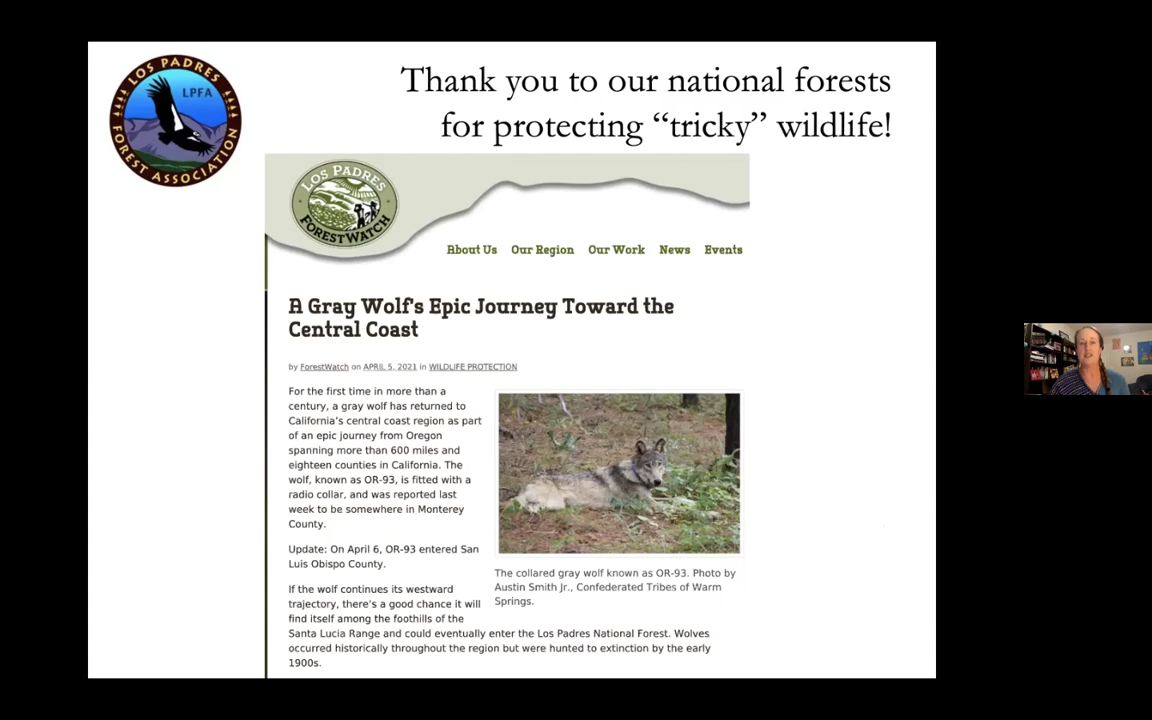 LOS PADRES
LPFA
FOREST ASSOCIATION
Thank you to our national forests
for protecting “tricky” wildlife!
LOS PADRES
FORESTWATCH
About Us Our Region Our Work News Events
A Gray Wolf's Epic Journey Toward the
Central Coast
by ForestWatch on APRIL 5, 2021 in WILDLIFE PROTECTION
For the first time in more than a
century, a gray wolf has returned to
California’s central coast region as part
of an epic journey from Oregon
spanning more than 600 miles and
eighteen counties in California. The
wolf, known as OR-93, is fitted with a
radio collar, and was reported last
week to be somewhere in Monterey
County.
Update: On April 6, OR-93 entered San
Luis Obispo County.
The collared gray wolf known as OR-93. Photo by
Austin Smith Jr., Confederated Tribes of Warm
Springs.
If the wolf continues its westward
trajectory, there’s a good chance it will
find itself among the foothills of the
Santa Lucia Range and could eventually enter the Los Padres National Forest. Wolves
occurred historically throughout the region but were hunted to extinction by the early
1900s.